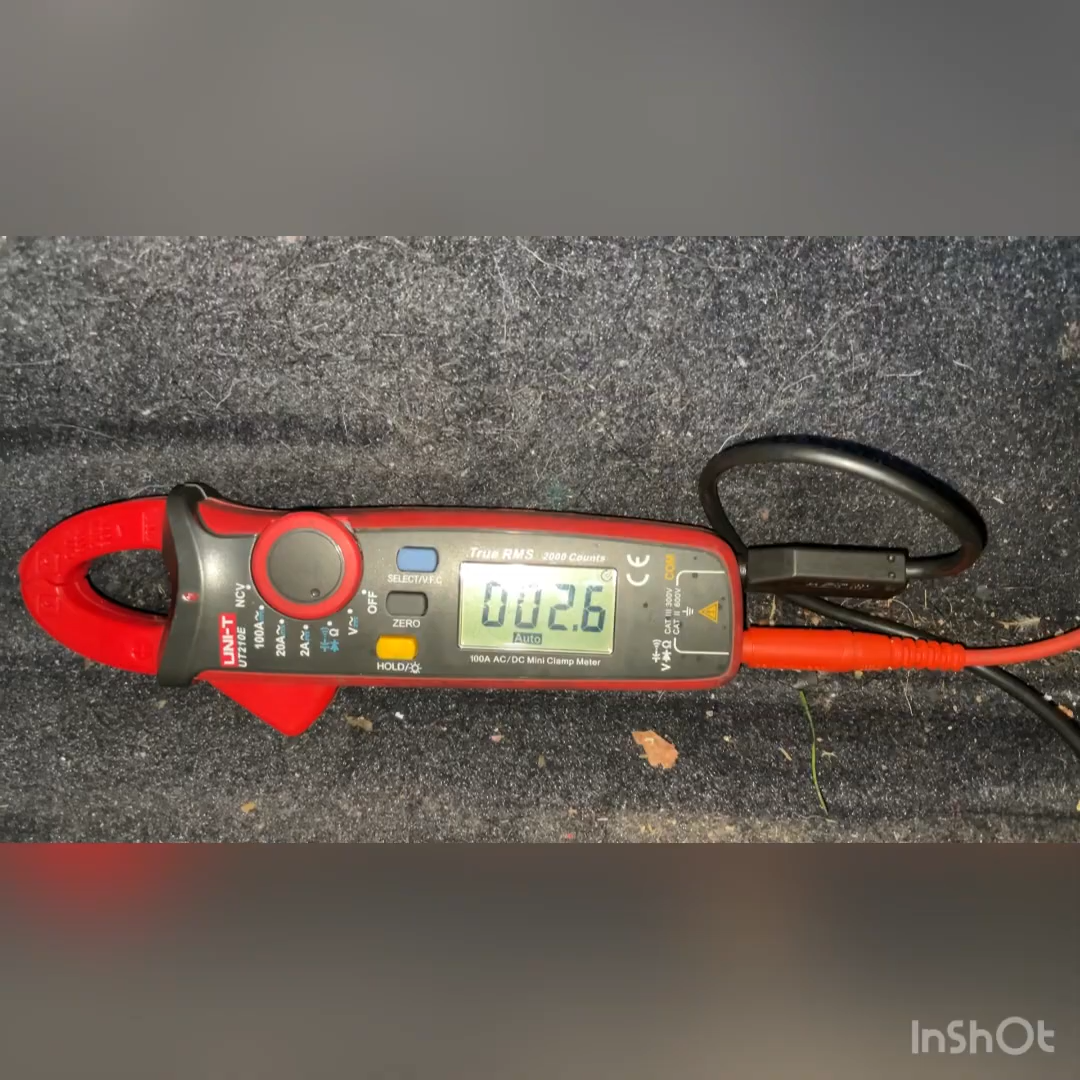 UNI-T
UT210E
NCV
100A
20A
2A
Ω
V
OFF
SELECT/V.F.C
ZERO
HOLD/
True RMS 2000 Counts
002.6
Auto
100A AC/DC Mini Clamp Meter
CE
COM
CAT III 300V
CAT II 600V
V Ω
InShOt